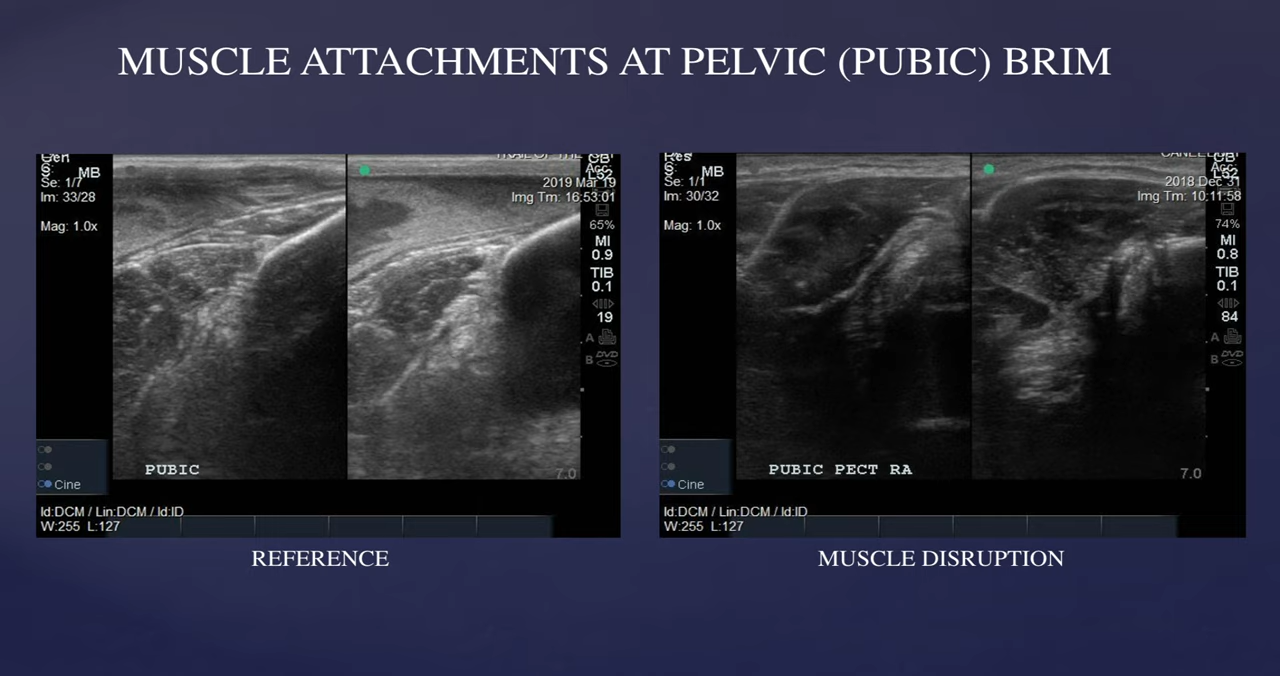 MUSCLE ATTACHMENTS AT PELVIC (PUBIC) BRIM
MB
Se: 1/7
Im: 33/28
Mag: 1.0x
2019 Mar 19
Img Tm: 16:53:01
65%
MI
0.9
TIB
0.1
19
A
B DVD
PUBIC
7.0
Cine
Id:DCM / Lin:DCM / Id:ID
W:255 L:127
REFERENCE
MB
Se: 1/1
Im: 30/32
Mag: 1.0x
2018 Dec 31
Img Tm: 10:11:58
74%
MI
0.8
TIB
0.1
84
A
B DVD
PUBIC PECT RA
7.0
Cine
Id:DCM / Lin:DCM / Id:ID
W:255 L:127
MUSCLE DISRUPTION